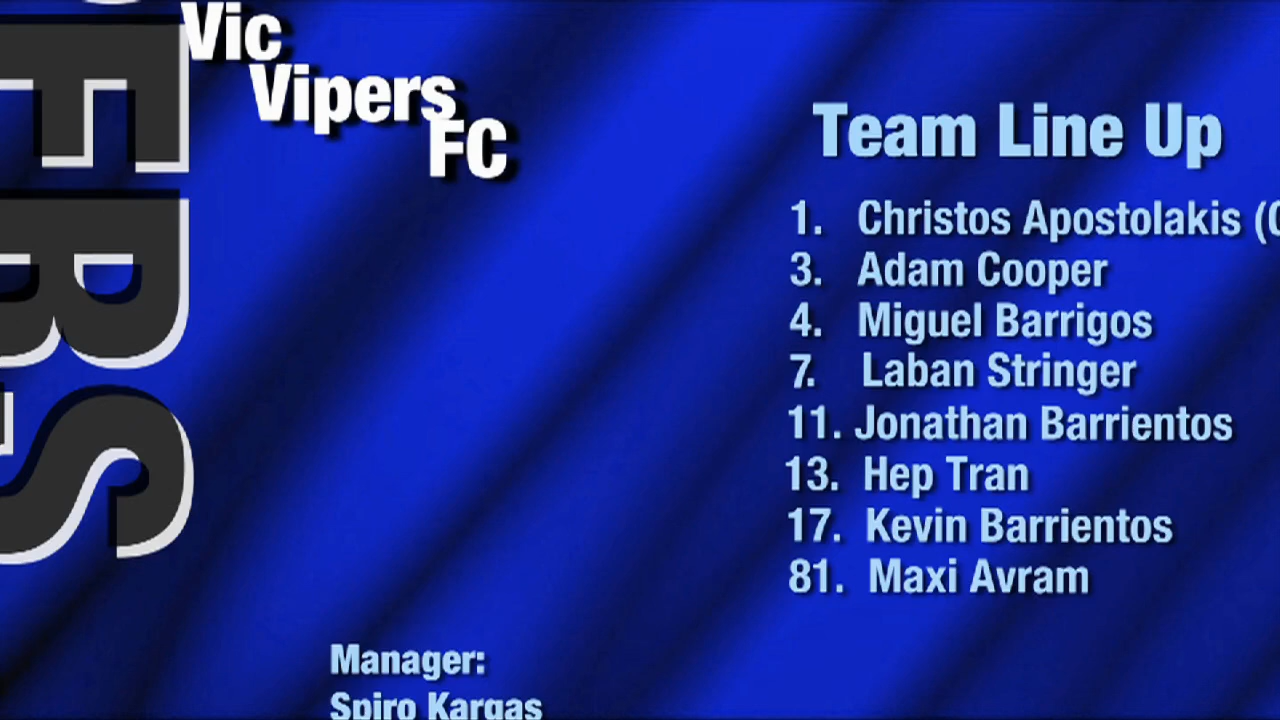 Vic
Vipers
FC
Team Line Up
1. Christos Apostolakis (
3. Adam Cooper
4. Miguel Barrigos
7. Laban Stringer
11. Jonathan Barrientos
13. Hep Tran
17. Kevin Barrientos
81. Maxi Avram
Manager:
Spiro Kargas